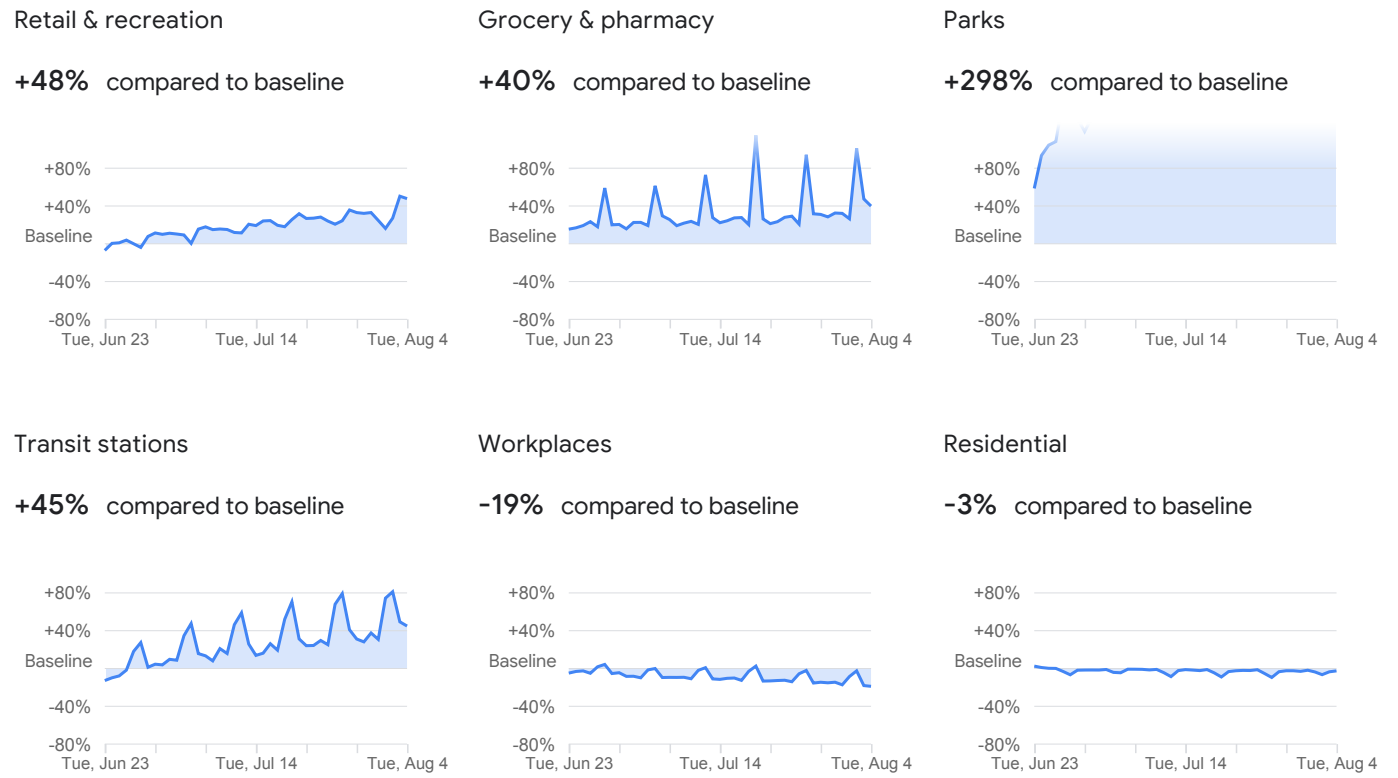 Retail & recreation
+48% compared to baseline
+80%
+40%
Baseline
-40%
-80%
Tue, Jun 23 Tue, Jul 14 Tue, Aug 4
Grocery & pharmacy
+40% compared to baseline
+80%
+40%
Baseline
-40%
-80%
Tue, Jun 23 Tue, Jul 14 Tue, Aug 4
Parks
+298% compared to baseline
+80%
+40%
Baseline
-40%
-80%
Tue, Jun 23 Tue, Jul 14 Tue, Aug 4
Transit stations
+45% compared to baseline
+80%
+40%
Baseline
-40%
-80%
Tue, Jun 23 Tue, Jul 14 Tue, Aug 4
Workplaces
-19% compared to baseline
+80%
+40%
Baseline
-40%
-80%
Tue, Jun 23 Tue, Jul 14 Tue, Aug 4
Residential
-3% compared to baseline
+80%
+40%
Baseline
-40%
-80%
Tue, Jun 23 Tue, Jul 14 Tue, Aug 4